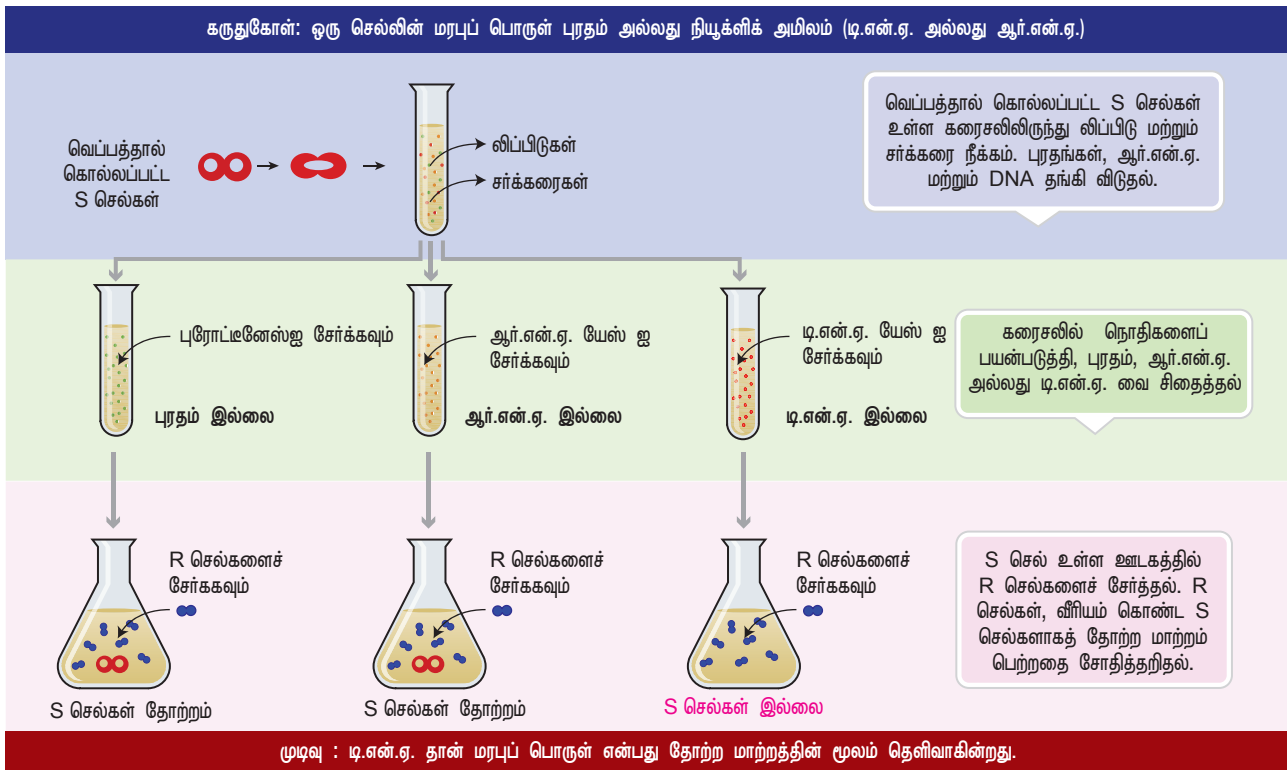 கருதுகோள்: ஒரு செல்லின் மரபுப் பொருள் புரதம் அல்லது நியூக்ளிக் அமிலம் (டி.என்.ஏ. அல்லது ஆர்.என்.ஏ.)
வெப்பத்தால்
கொல்லப்பட்ட
S செல்கள்
லிப்பிடுகள்
சர்க்கரைகள்
வெப்பத்தால் கொல்லப்பட்ட S செல்கள்
உள்ள கரைசலிலிருந்து லிப்பிடு மற்றும்
சர்க்கரை நீக்கம். புரதங்கள், ஆர்.என்.ஏ.
மற்றும் DNA தங்கி விடுதல்.
புரோட்டீனேஸ்ஐ சேர்க்கவும்
புரதம் இல்லை
ஆர்.என்.ஏ. யேஸ் ஐ
சேர்க்கவும்
ஆர்.என்.ஏ. இல்லை
டி.என்.ஏ. யேஸ் ஐ
சேர்க்கவும்
டி.என்.ஏ. இல்லை
கரைசலில் நொதிகளைப்
பயன்படுத்தி, புரதம், ஆர்.என்.ஏ.
அல்லது டி.என்.ஏ. வை சிதைத்தல்
R செல்களைச்
சேர்ககவும்
S செல்கள் தோற்றம்
R செல்களைச்
சேர்ககவும்
S செல்கள் தோற்றம்
R செல்களைச்
சேர்ககவும்
S செல்கள் இல்லை
S செல் உள்ள ஊடகத்தில்
R செல்களைச் சேர்த்தல். R
செல்கள், வீரியம் கொண்ட S
செல்களாகத் தோற்ற மாற்றம்
பெற்றதை சோதித்தறிதல்.
முடிவு : டி.என்.ஏ. தான் மரபுப் பொருள் என்பது தோற்ற மாற்றத்தின் மூலம் தெளிவாகின்றது.